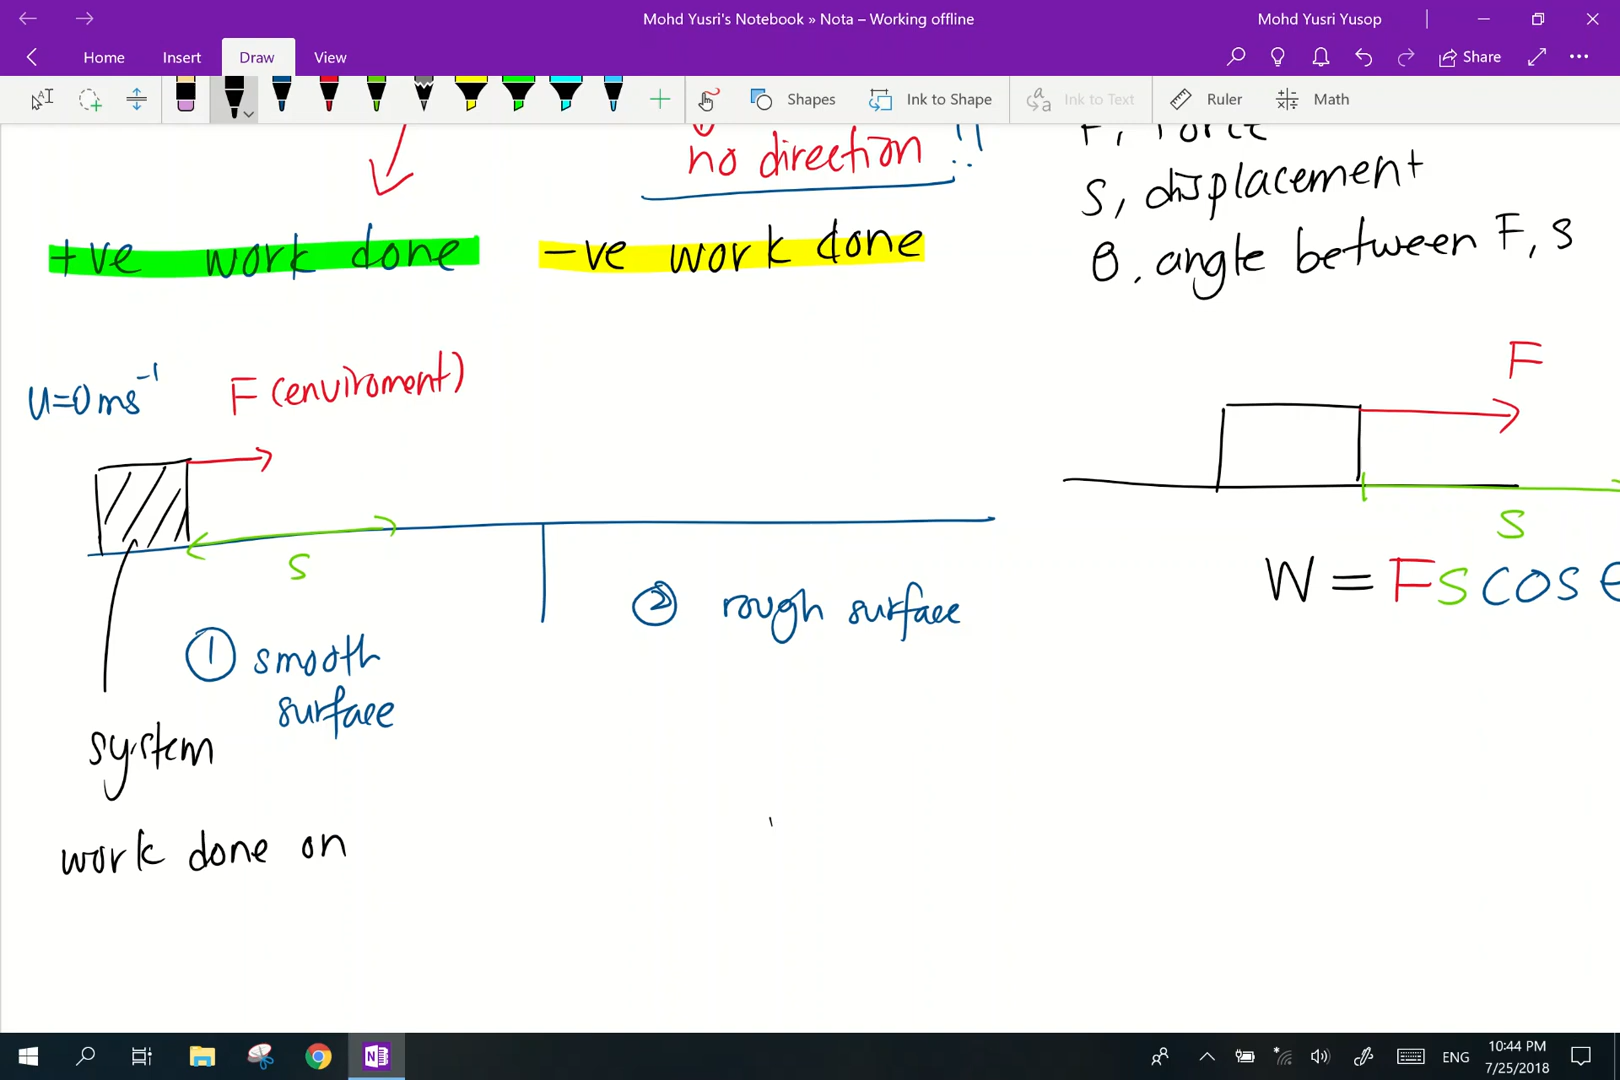 Mohd Yusri's Notebook » Nota – Working offline
Mohd Yusri Yusop
Home Insert Draw View
Share
Shapes Ink to Shape Ink to Text Ruler Math
no direction !!
F, Force
S, displacement
θ, angle between F, s
+ve work done
-ve work done
u=0ms⁻¹
F (enviroment)
S
① smooth
surface
② rough surface
system
work done on
F
S
W = F s cos θ
ENG
10:44 PM
7/25/2018